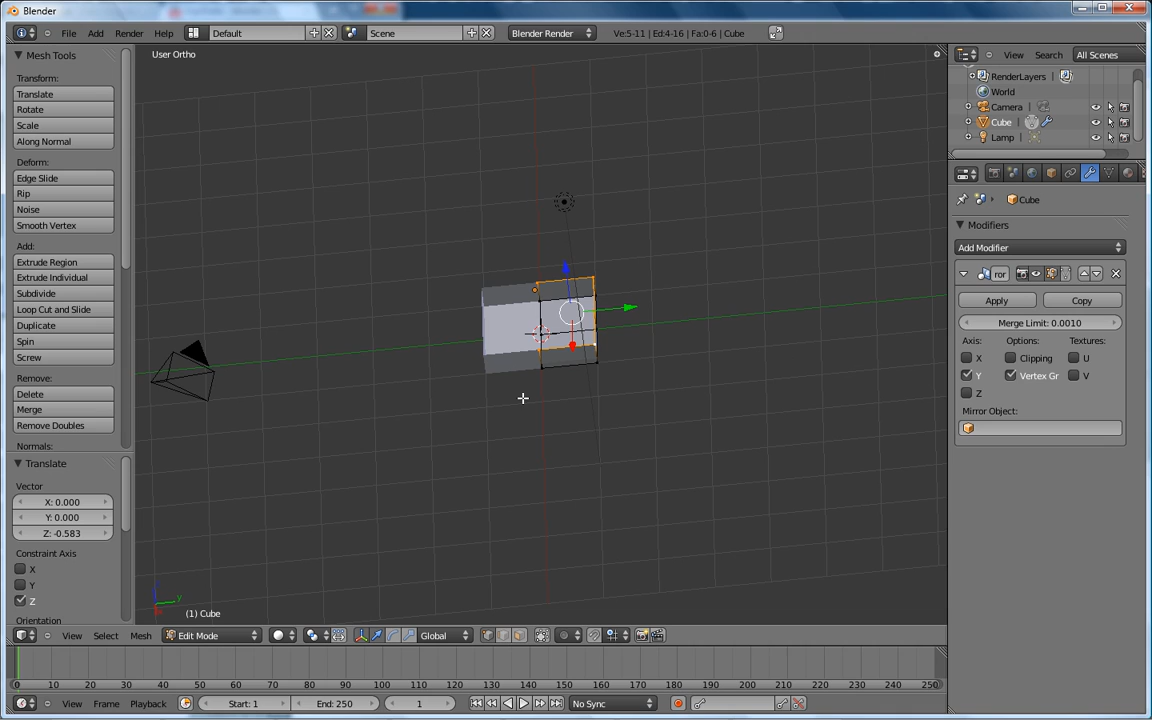 Blender
File Add Render Help Default Scene Blender Render Ve:5-11 | Ed:4-16 | Fa:0-6 | Cube
Mesh Tools
Transform:
Translate
Rotate
Scale
Along Normal
Deform:
Edge Slide
Rip
Noise
Smooth Vertex
Add:
Extrude Region
Extrude Individual
Subdivide
Loop Cut and Slide
Duplicate
Spin
Screw
Remove:
Delete
Merge
Remove Doubles
Normals:
Translate
Vector
X: 0.000
Y: 0.000
Z: -0.583
Constraint Axis
X
Y
Z
Orientation
User Ortho
z
y
(1) Cube
View Select Mesh Edit Mode Global
0 10 20 30 40 50 60 70 80 90 100 110 120 130 140 150 160 170 180 190 200 210 220 230 240 250
View Frame Playback Start: 1 End: 250 1 No Sync
View Search All Scenes
RenderLayers |
World
Camera |
Cube |
Lamp |
Cube
Modifiers
Add Modifier
ror
Apply Copy
Merge Limit: 0.0010
Axis: Options: Textures:
X Clipping U
Y Vertex Gr V
Z
Mirror Object: